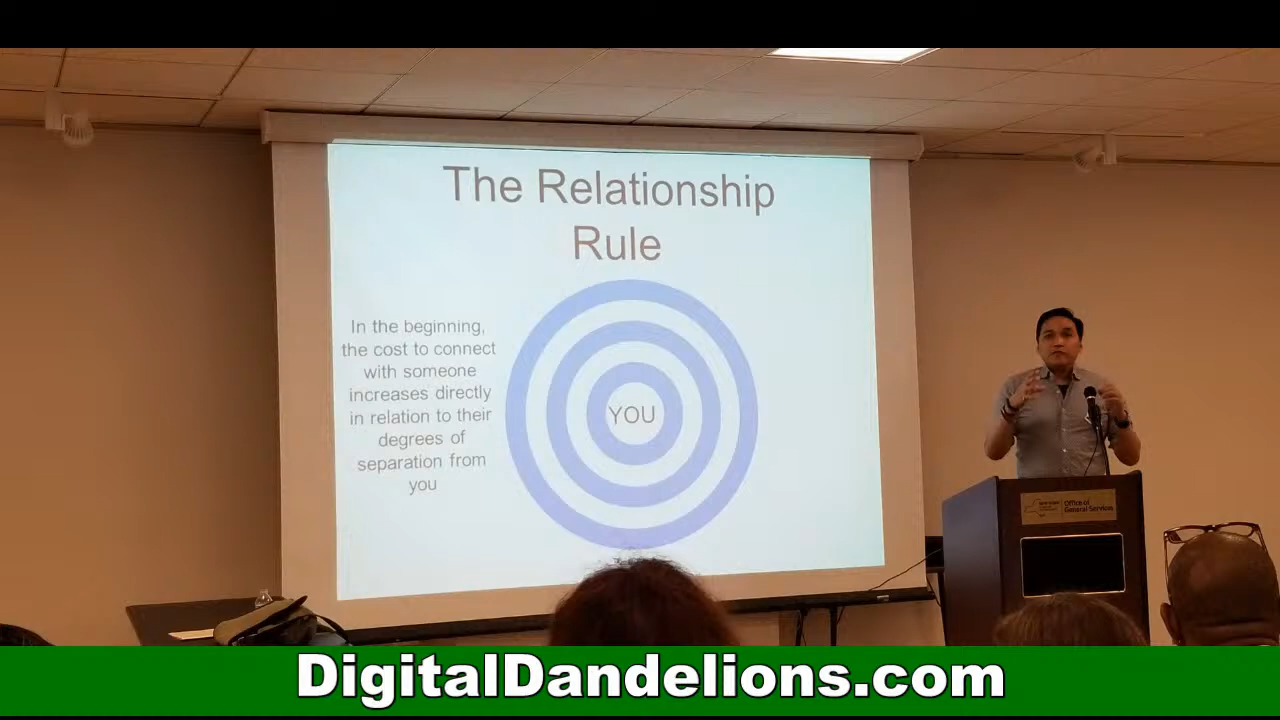 The Relationship
Rule
In the beginning,
the cost to connect
with someone
increases directly
in relation to their
degrees of
separation from
you
YOU
Office of
General Services
DigitalDandelions.com